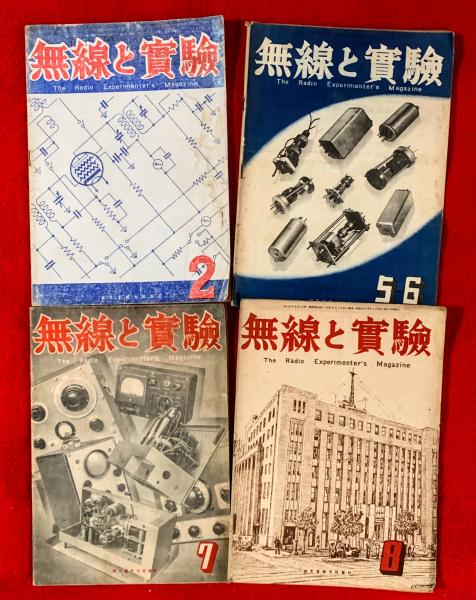 無線と實驗
The Radio Experimenter's Magazine
2
無線と實驗
The Radio Experimenter's Magazine
5-6
無線と實驗
The Radio Experimenter's Magazine
7
無線と實驗
The Radio Experimenter's Magazine
8